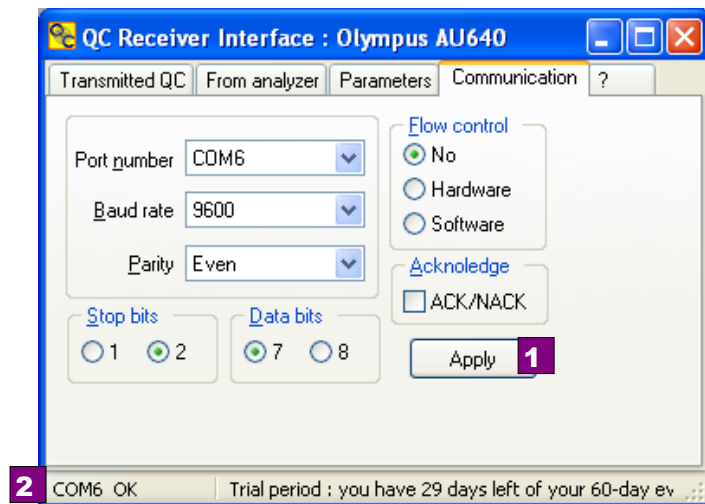 QC Receiver Interface : Olympus AU640
Transmitted QC From analyzer Parameters Communication ?
Port number COM6
Baud rate 9600
Parity Even
Flow control
No
Hardware
Software
Acknoledge
ACK/NACK
Stop bits
1 2
Data bits
7 8
Apply 1
2 COM6 OK Trial period : you have 29 days left of your 60-day ev